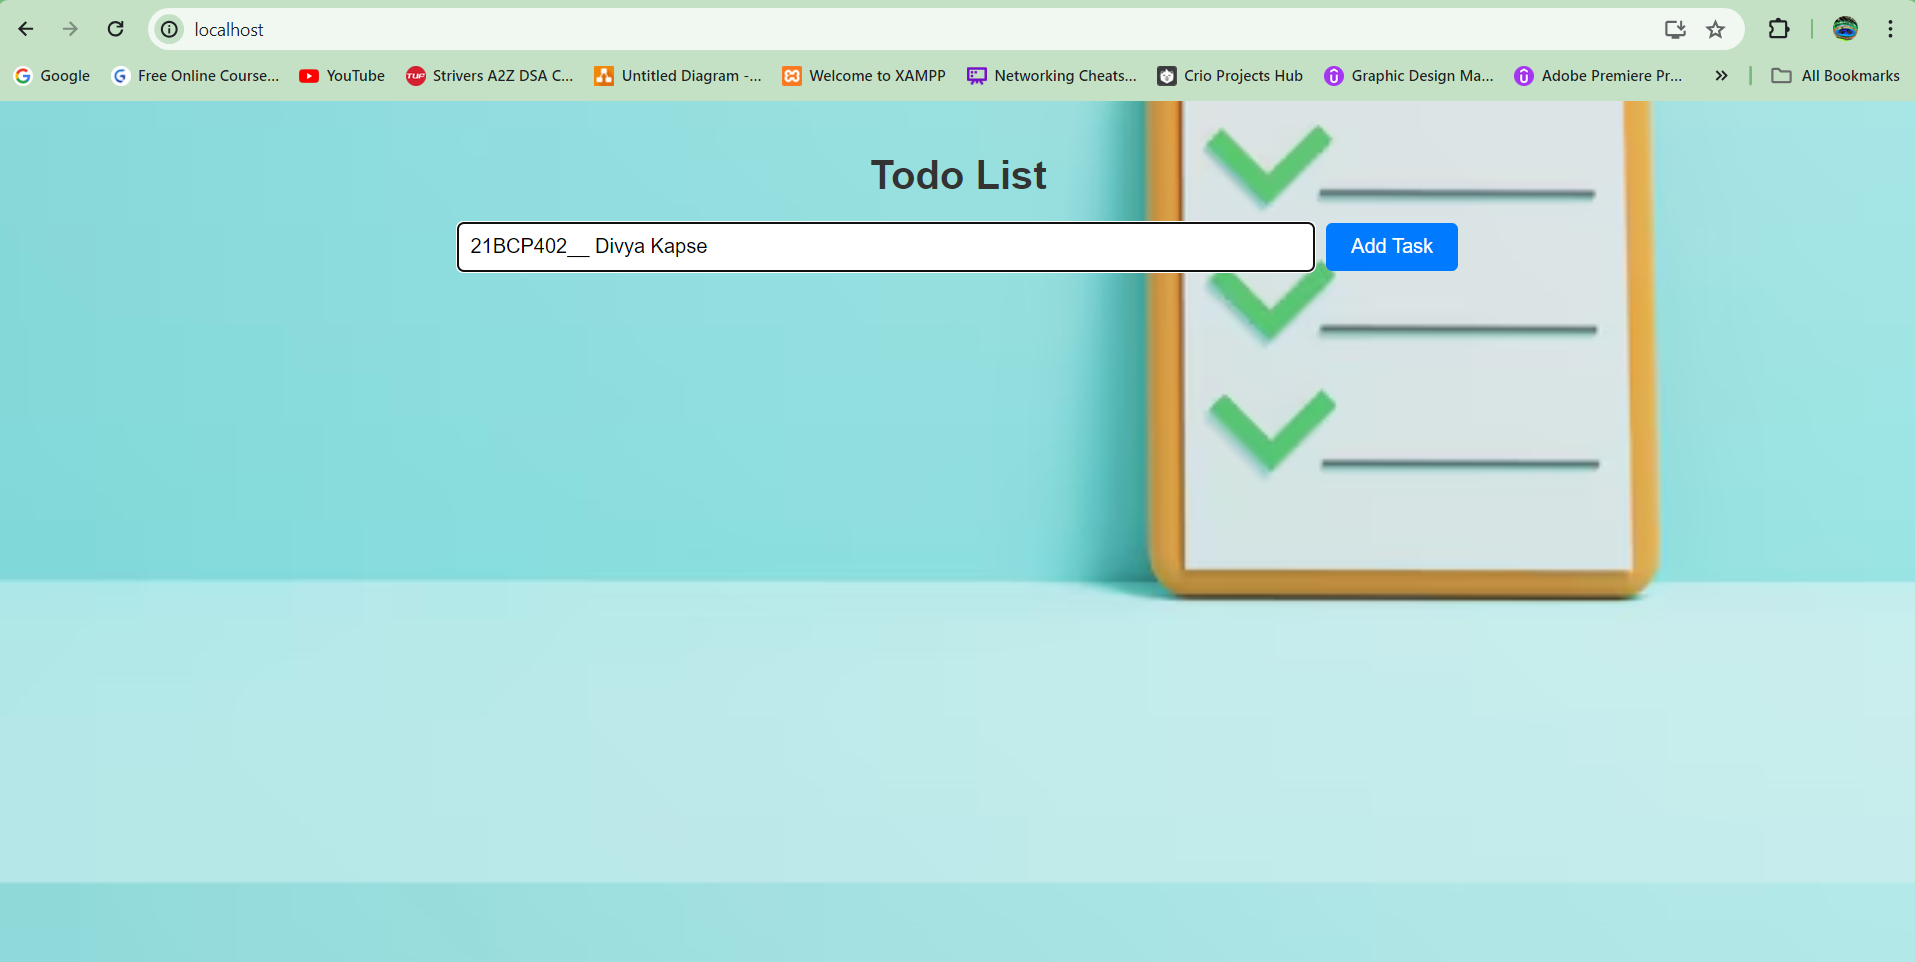 localhost
Google Free Online Course... YouTube TUF Strivers A2Z DSA C... Untitled Diagram -... Welcome to XAMPP Networking Cheats... Crio Projects Hub Graphic Design Ma... Adobe Premiere Pr... All Bookmarks
Todo List
21BCP402__ Divya Kapse Add Task